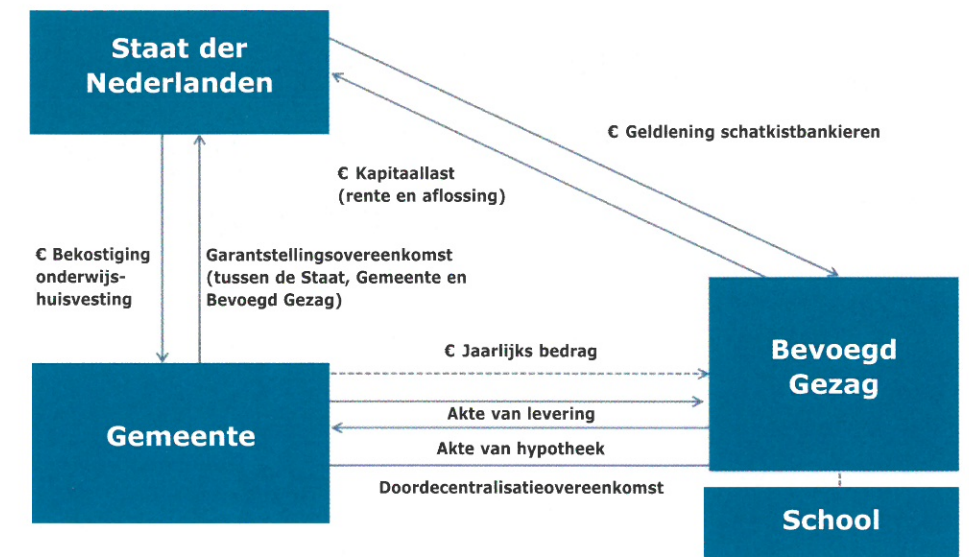 Staat der
Nederlanden
€ Geldlening schatkistbankieren
€ Kapitaallast
(rente en aflossing)
€ Bekostiging
onderwijs-
huisvesting
Garantstellingsovereenkomst
(tussen de Staat, Gemeente en
Bevoegd Gezag)
€ Jaarlijks bedrag
Bevoegd
Gezag
Akte van levering
Gemeente
Akte van hypotheek
Doordecentralisatieovereenkomst
School